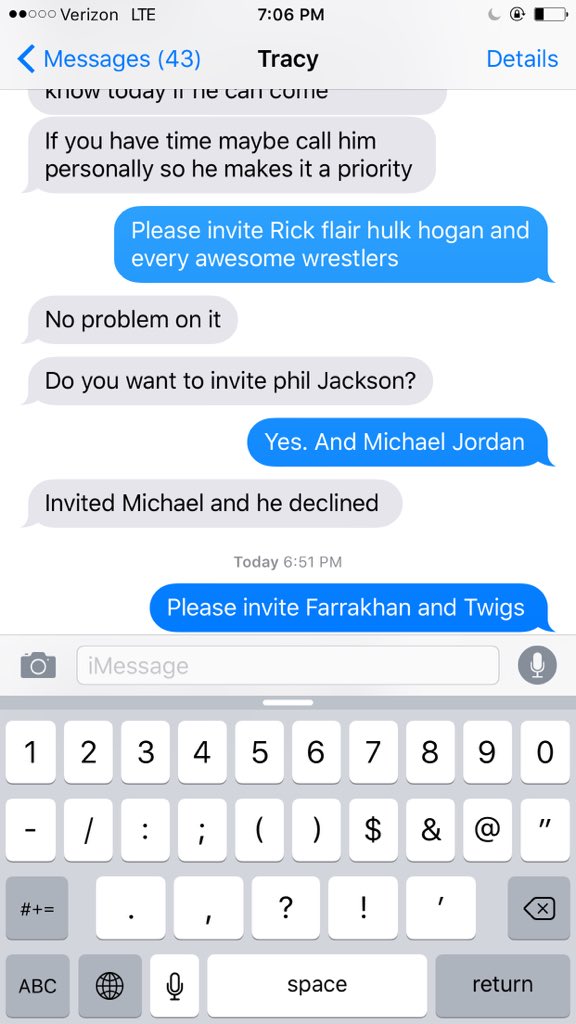 Verizon LTE 7:06 PM
Messages (43) Tracy Details
know today if he can come
If you have time maybe call him
personally so he makes it a priority
Please invite Rick flair hulk hogan and
every awesome wrestlers
No problem on it
Do you want to invite phil Jackson?
Yes. And Michael Jordan
Invited Michael and he declined
Today 6:51 PM
Please invite Farrakhan and Twigs
iMessage
1 2 3 4 5 6 7 8 9 0
- / : ; ( ) $ & @ "
#+= . , ? ! '
ABC space return